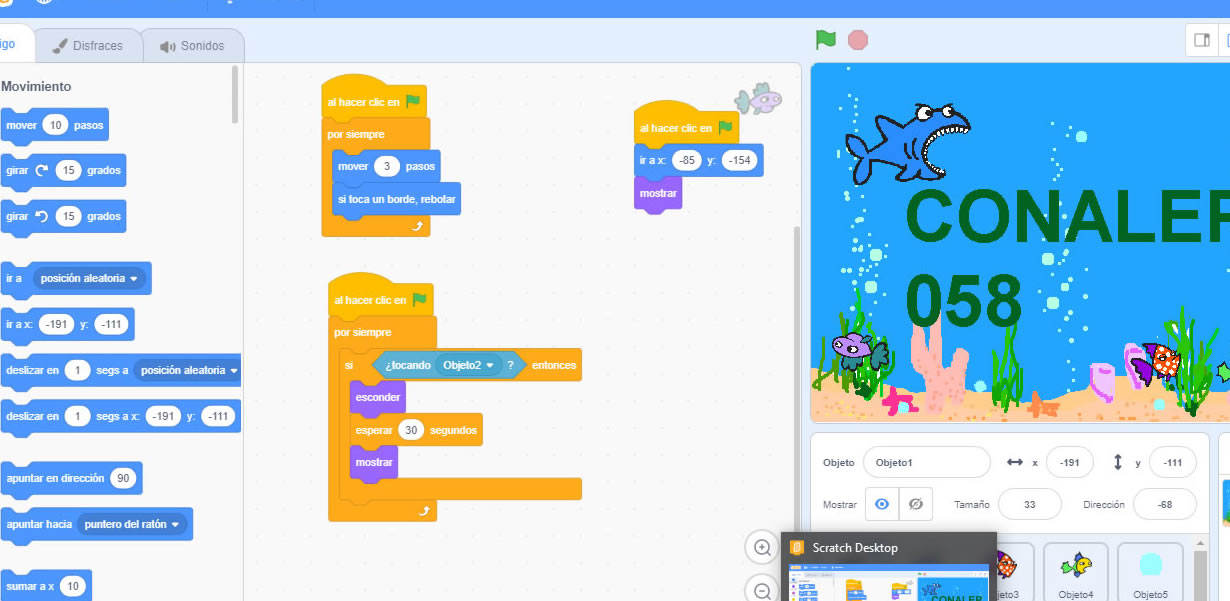 igo
Disfraces
Sonidos
Movimiento
mover 10 pasos
girar 15 grados
girar 15 grados
ir a posición aleatoria
ir a x: -191 y: -111
deslizar en 1 segs a posición aleatoria
deslizar en 1 segs a x: -191 y: -111
apuntar en dirección 90
apuntar hacia puntero del ratón
sumar a x 10
al hacer clic en
por siempre
mover 3 pasos
si toca un borde, rebotar
al hacer clic en
ir a x: -85 y: -154
mostrar
al hacer clic en
por siempre
si ¿tocando Objeto2 ? entonces
esconder
esperar 30 segundos
mostrar
CONALEP
058
Objeto Objeto1 x -191 y -111
Mostrar Tamaño 33 Dirección -68
Scratch Desktop
CONALEP
jeto3
Objeto4
Objeto5